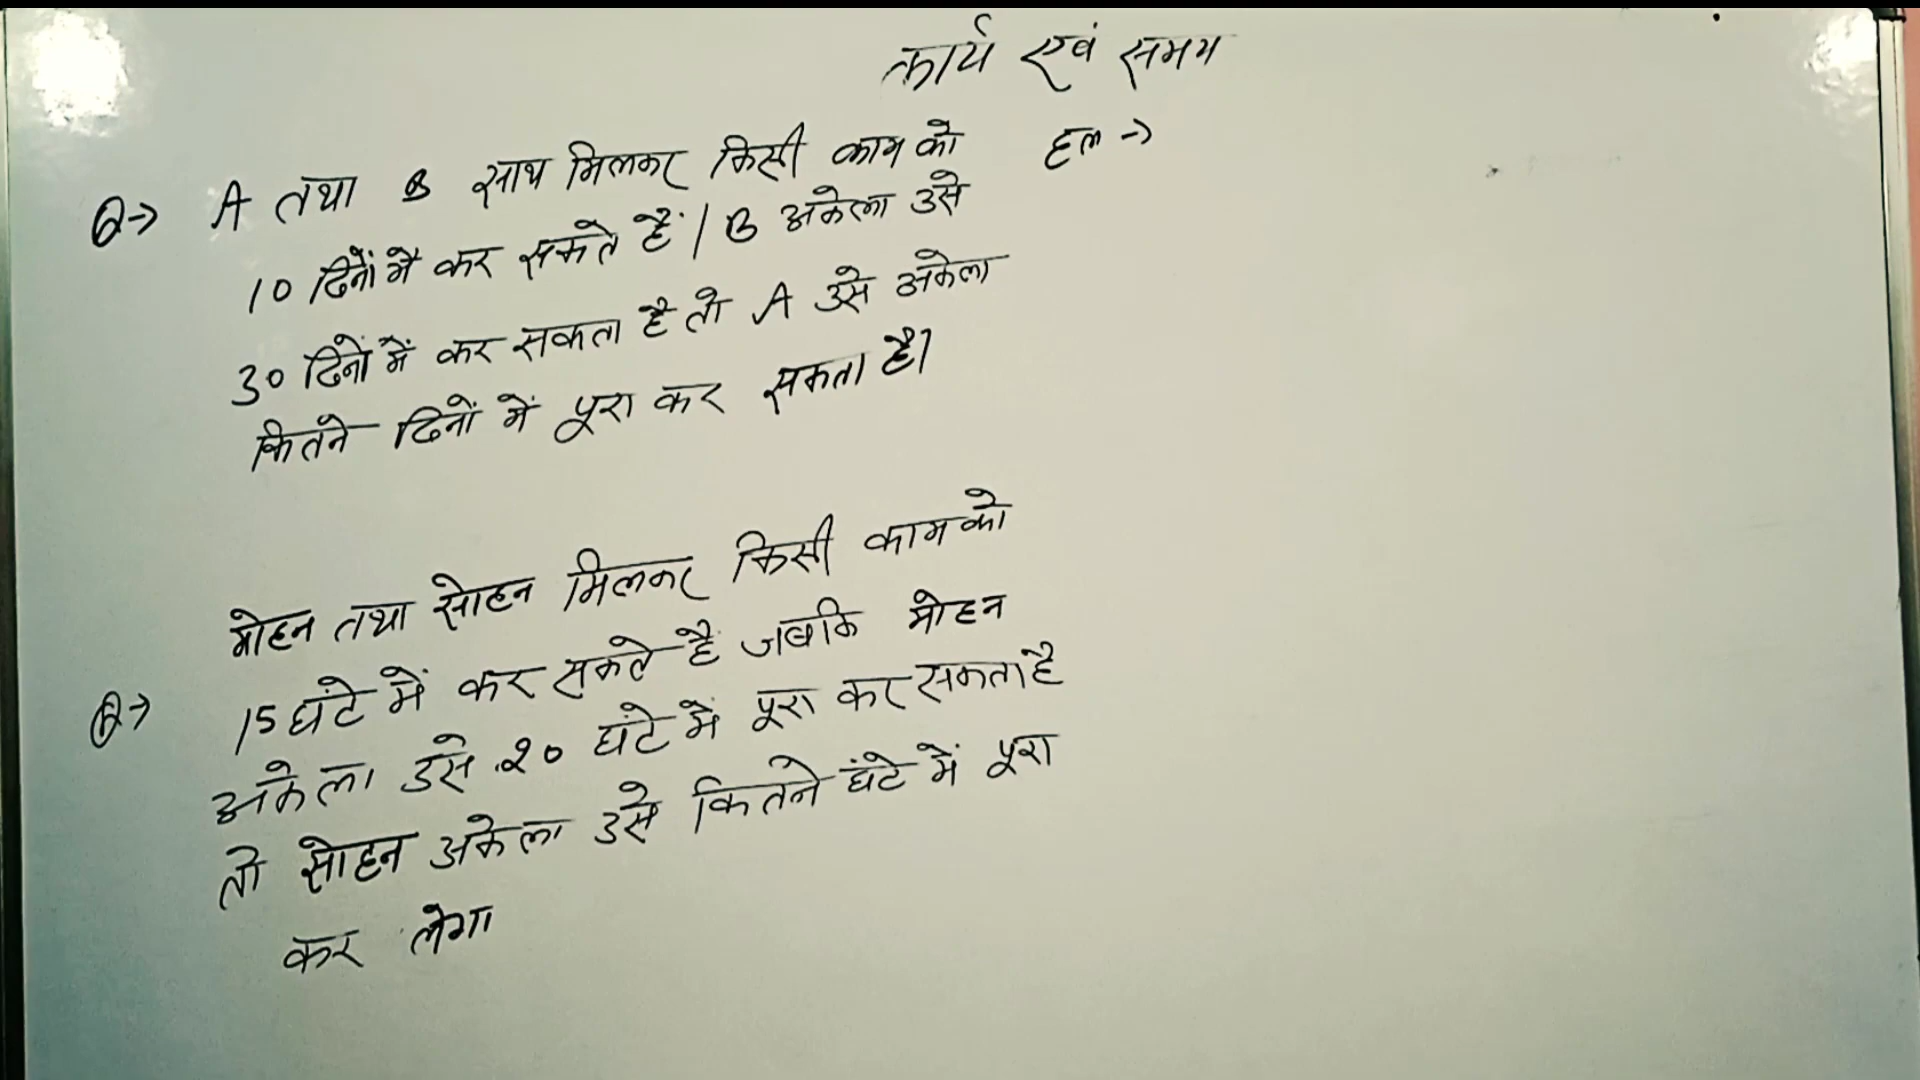 कार्य एवं समय
Q→ A तथा B साथ मिलकर किसी काम को
10 दिनों में कर सकते हैं। B अकेला उसे
30 दिनों में कर सकता है तो A उसे अकेला
कितने दिनों में पूरा कर सकता है।
हल →
मोहन तथा सोहन मिलकर किसी काम को
Q→ 15 घंटे में कर सकते है जबकि मोहन
अकेला उसे 20 घंटे में पूरा कर सकता है
तो सोहन अकेला उसे कितने घंटे में पूरा
कर लेगा